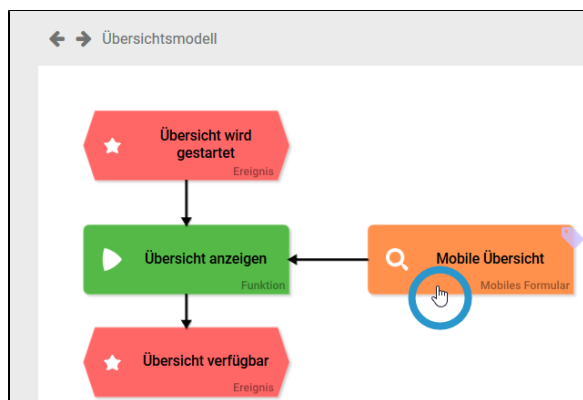 Übersichtsmodell
Übersicht wird
gestartet
Ereignis
Übersicht anzeigen
Funktion
Mobile Übersicht
Mobiles Formular
Übersicht verfügbar
Ereignis